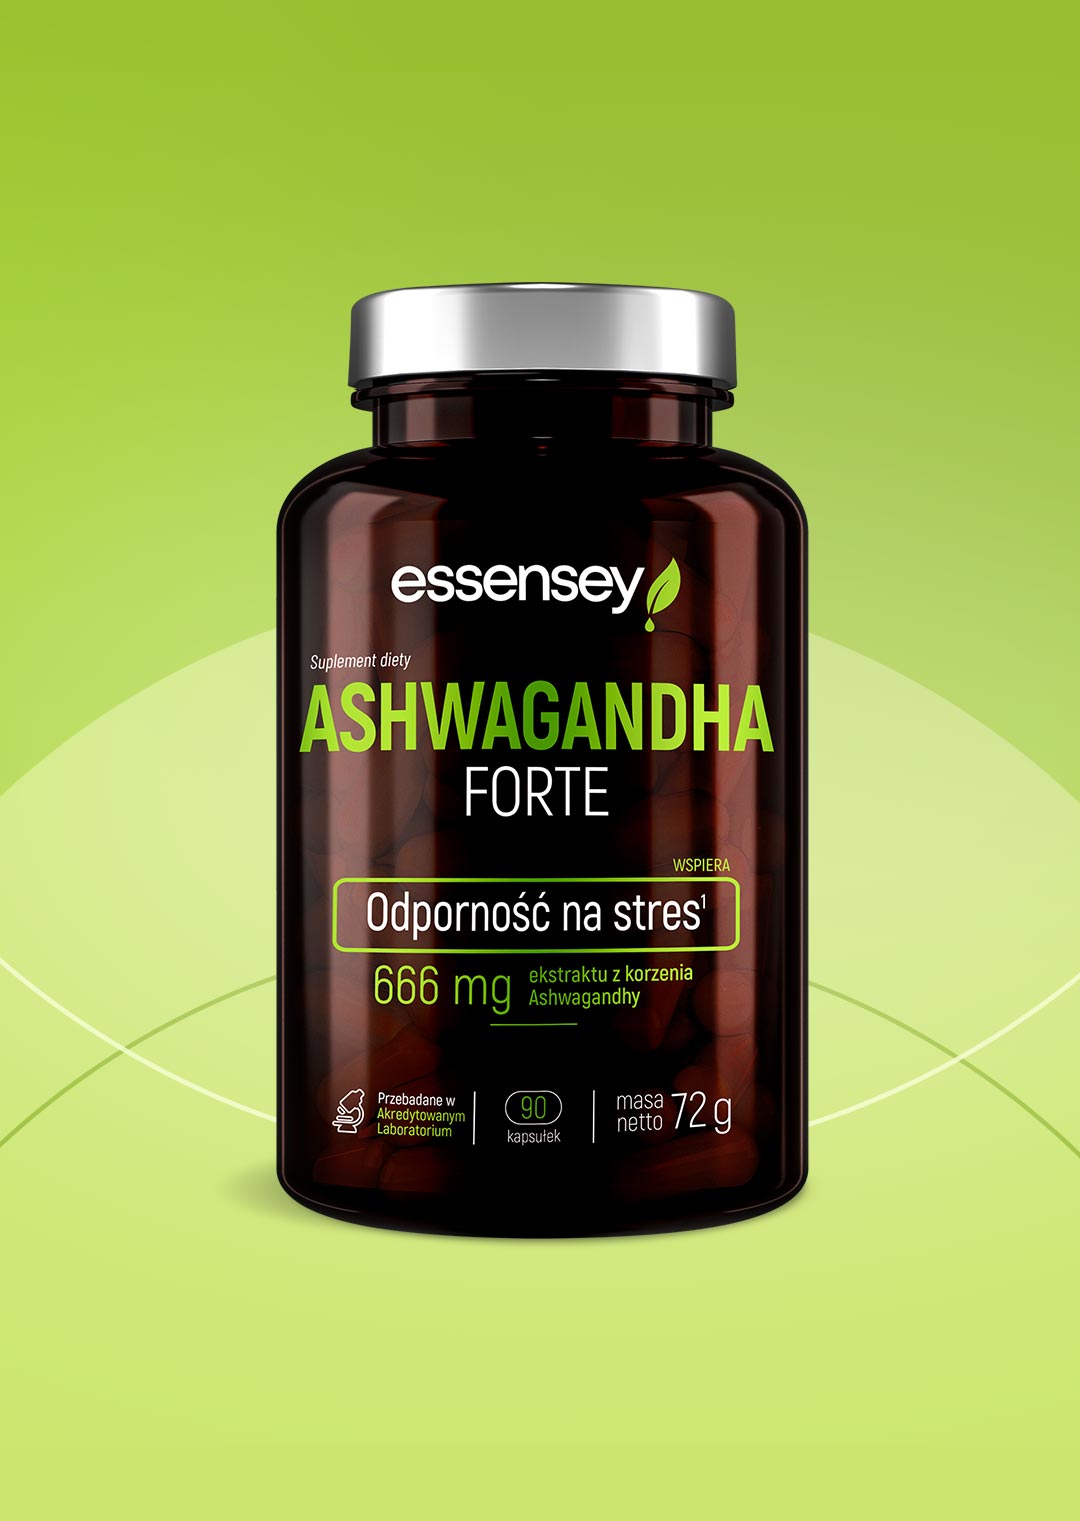 essensey
Suplement diety
ASHWAGANDHA
FORTE
WSPIERA
Odporność na stres¹
666 mg
ekstraktu z korzenia
Ashwagandhy
Przebadane w
Akredytowanym
Laboratorium
90
kapsułek
masa
netto
72 g